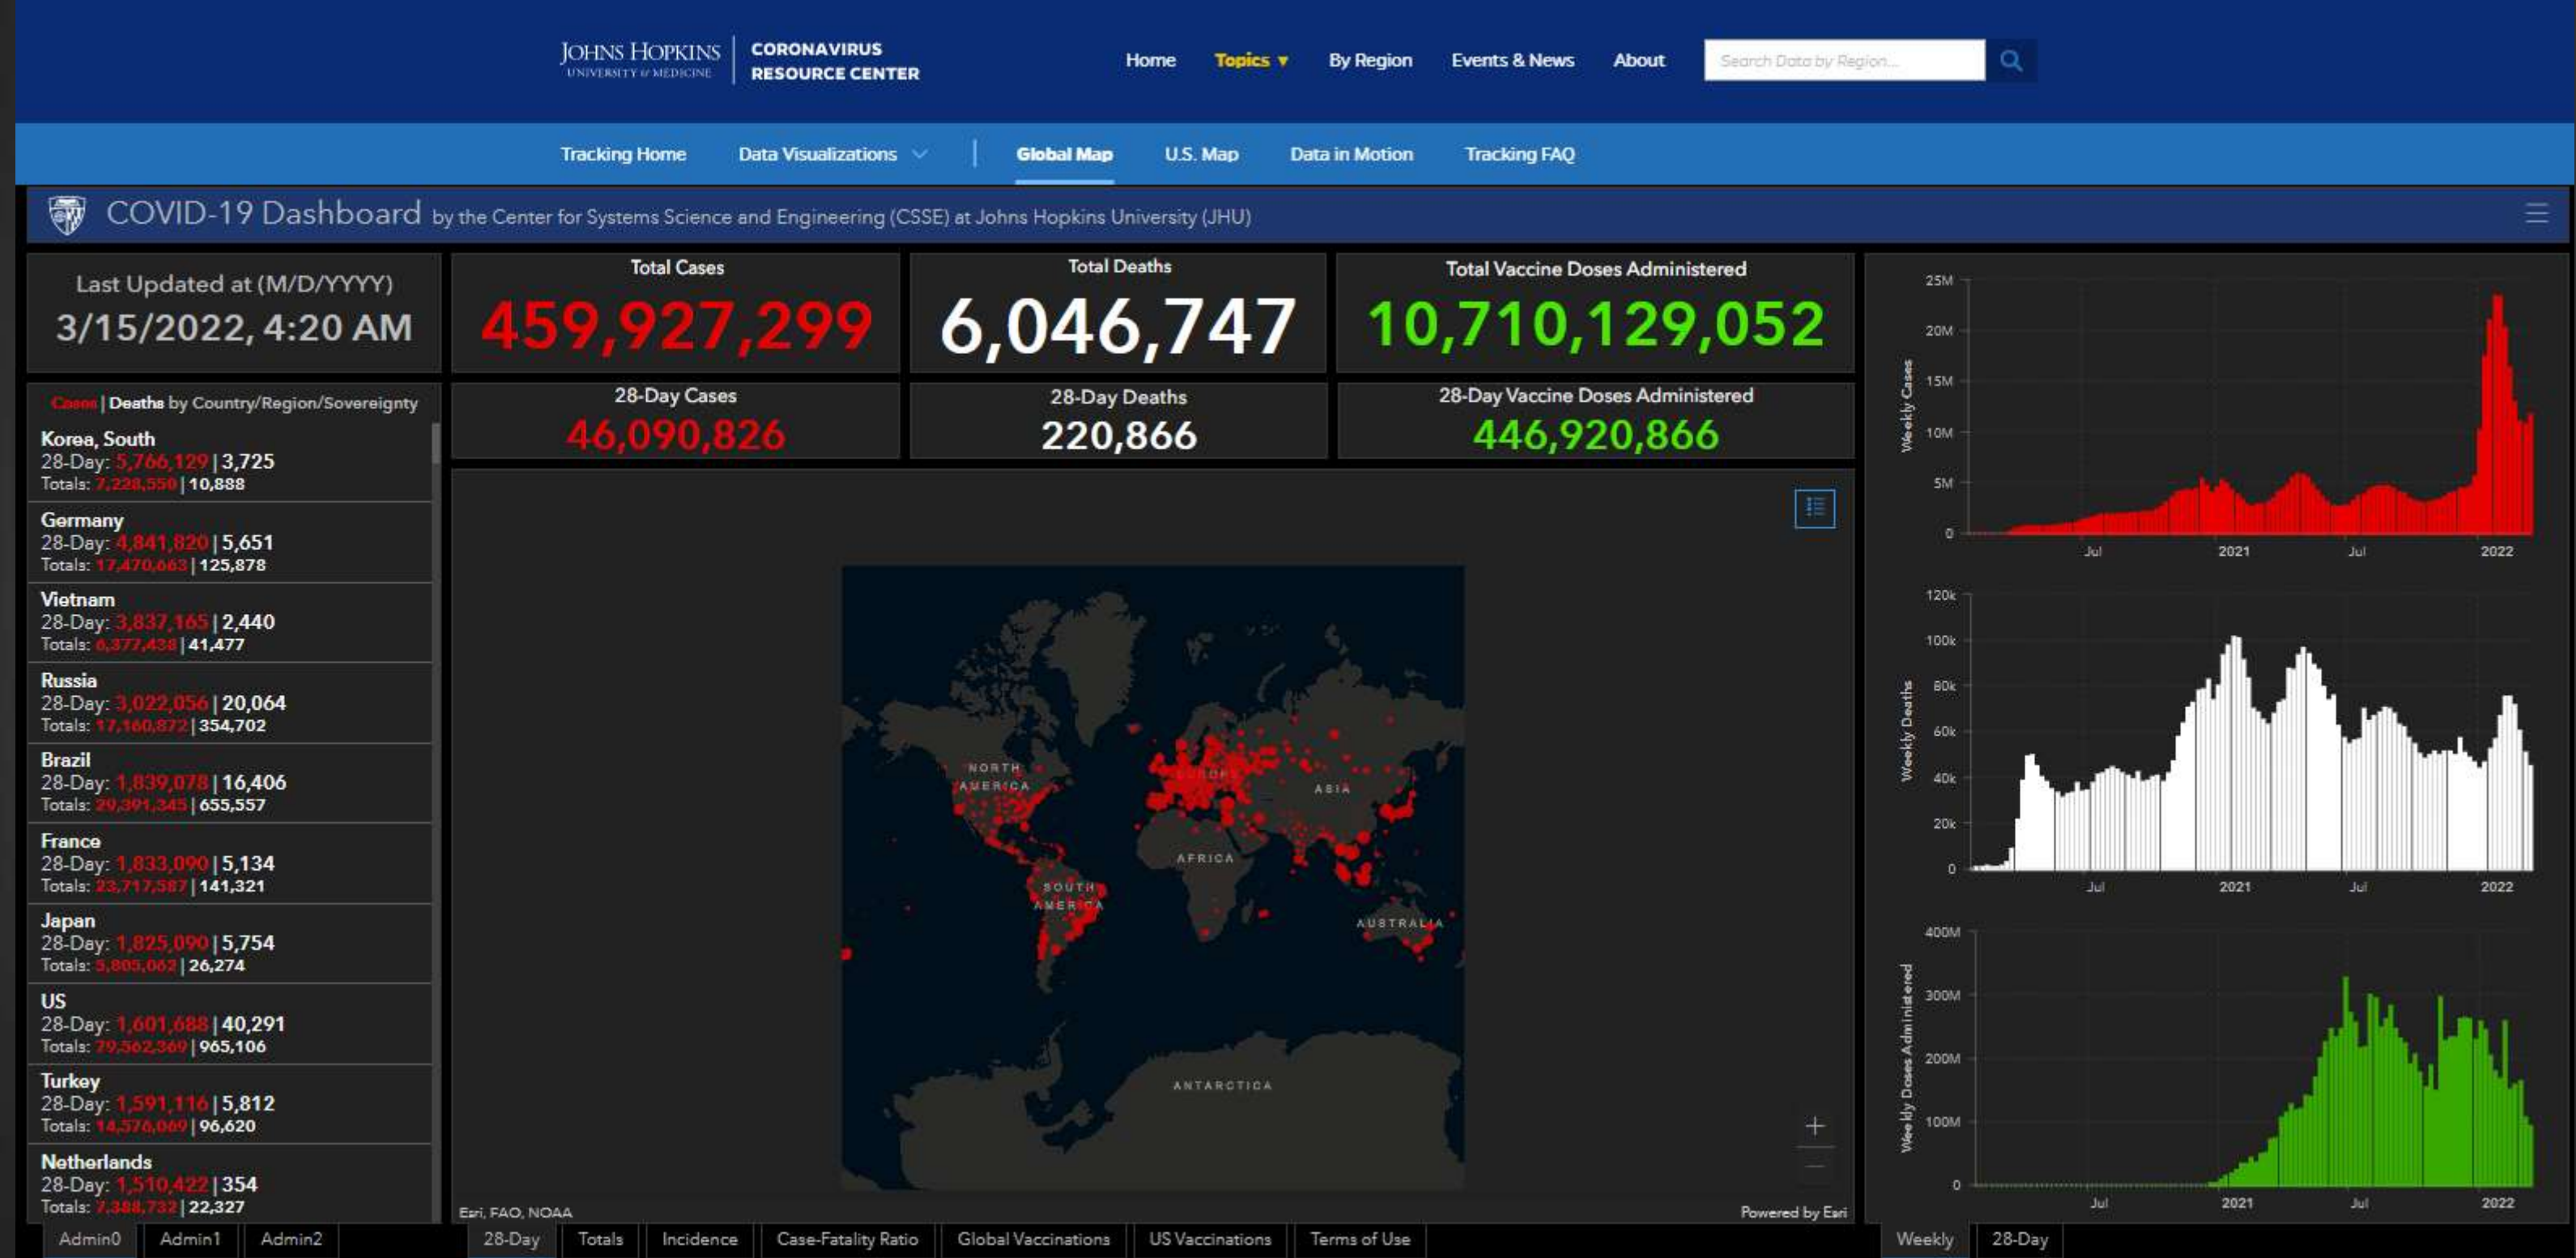 JOHNS HOPKINS
UNIVERSITY & MEDICINE
CORONAVIRUS
RESOURCE CENTER
Home
Topics ▼
By Region
Events & News
About
Search Data by Region...
Tracking Home
Data Visualizations
Global Map
U.S. Map
Data in Motion
Tracking FAQ
COVID-19 Dashboard by the Center for Systems Science and Engineering (CSSE) at Johns Hopkins University (JHU)
Last Updated at (M/D/YYYY)
3/15/2022, 4:20 AM
Total Cases
459,927,299
Total Deaths
6,046,747
Total Vaccine Doses Administered
10,710,129,052
28-Day Cases
46,090,826
28-Day Deaths
220,866
28-Day Vaccine Doses Administered
446,920,866
Cases | Deaths by Country/Region/Sovereignty
Korea, South
28-Day: 5,766,129 | 3,725
Totals: 7,228,550 | 10,888
Germany
28-Day: 4,841,820 | 5,651
Totals: 17,470,663 | 125,878
Vietnam
28-Day: 3,837,165 | 2,440
Totals: 6,377,438 | 41,477
Russia
28-Day: 3,022,056 | 20,064
Totals: 17,160,872 | 354,702
Brazil
28-Day: 1,839,078 | 16,406
Totals: 29,391,345 | 655,557
France
28-Day: 1,833,090 | 5,134
Totals: 23,717,587 | 141,321
Japan
28-Day: 1,825,090 | 5,754
Totals: 5,805,062 | 26,274
US
28-Day: 1,601,688 | 40,291
Totals: 79,562,369 | 965,106
Turkey
28-Day: 1,591,116 | 5,812
Totals: 14,576,069 | 96,620
Netherlands
28-Day: 1,510,422 | 354
Totals: 7,388,732 | 22,327
Admin0
Admin1
Admin2
NORTH
AMERICA
EUROPE
ASIA
AFRICA
SOUTH
AMERICA
AUSTRALIA
ANTARCTICA
+
−
Esri, FAO, NOAA
Powered by Esri
28-Day
Totals
Incidence
Case-Fatality Ratio
Global Vaccinations
US Vaccinations
Terms of Use
Weekly Cases
25M
20M
15M
10M
5M
0
Jul
2021
Jul
2022
Weekly Deaths
120k
100k
80k
60k
40k
20k
0
Jul
2021
Jul
2022
Weekly Doses Administered
400M
300M
200M
100M
0
Jul
2021
Jul
2022
Weekly
28-Day